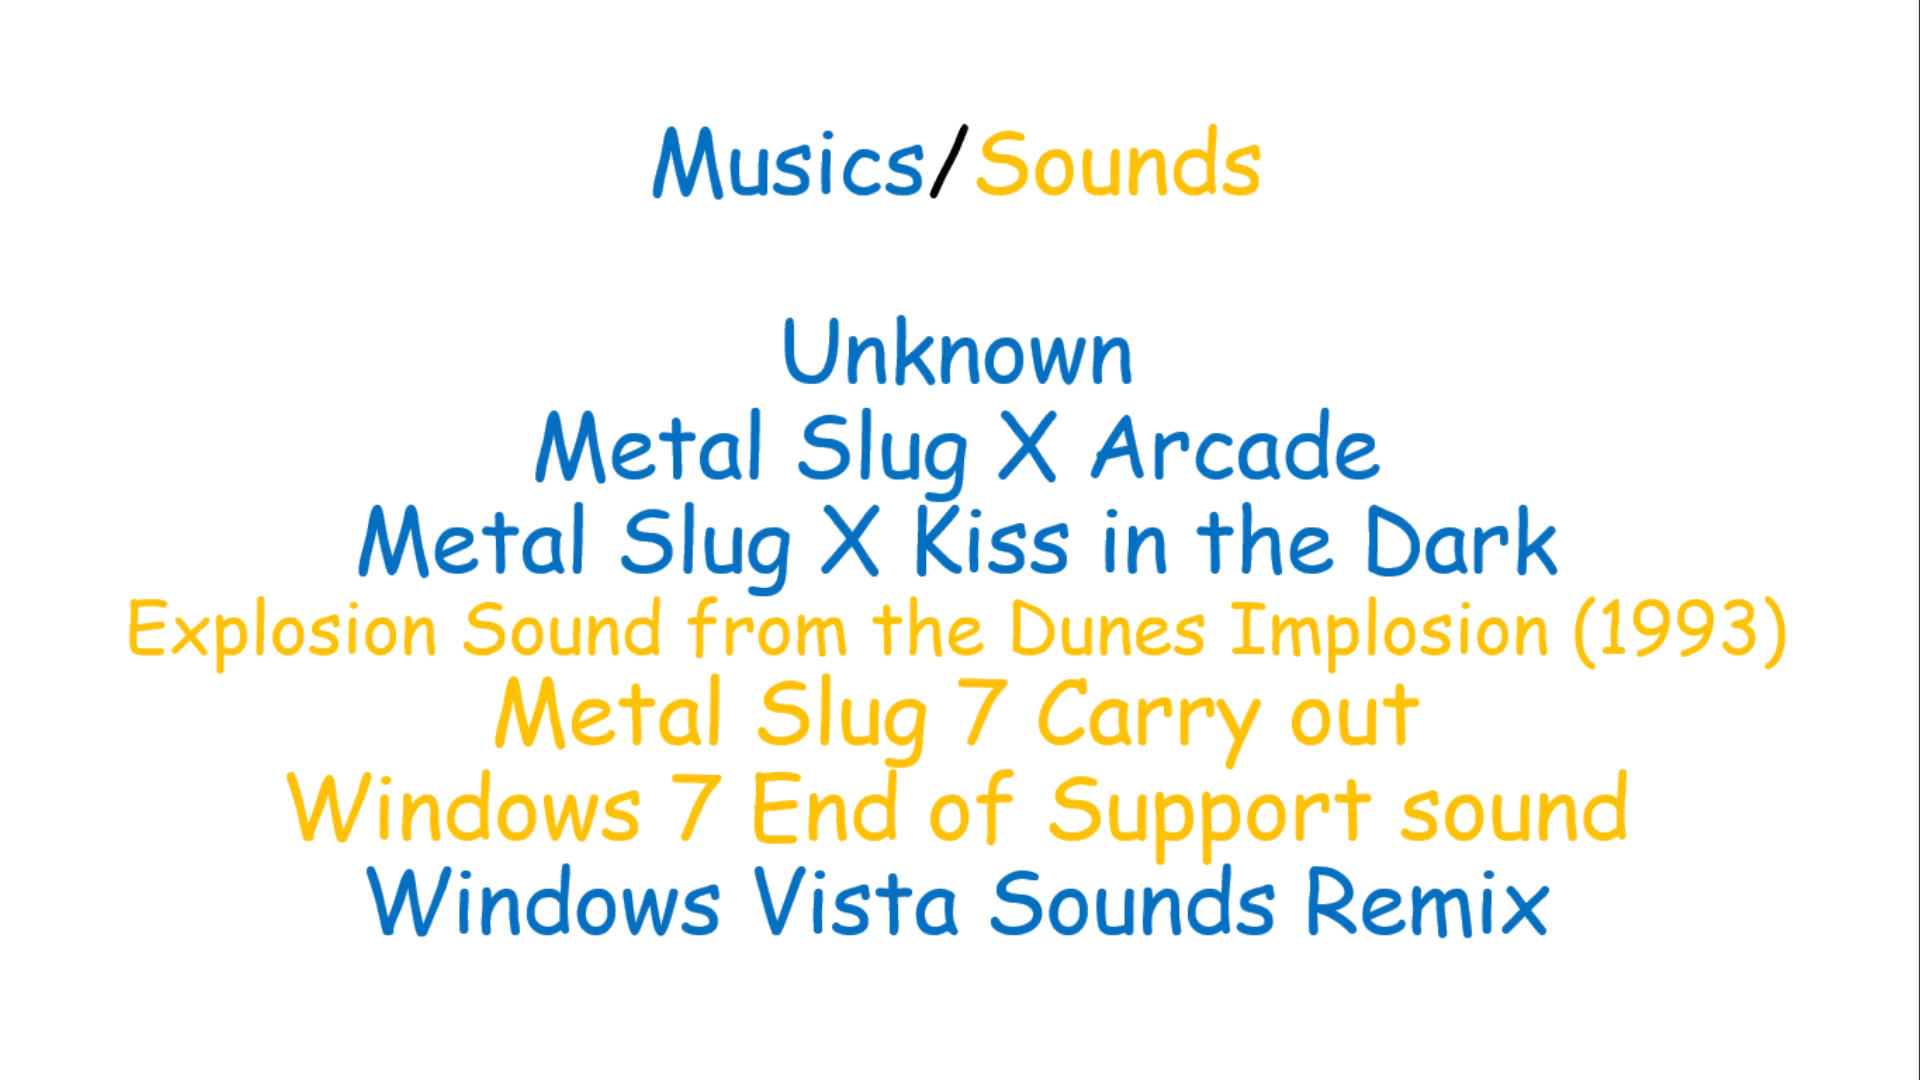 Musics/Sounds
Unknown
Metal Slug X Arcade
Metal Slug X Kiss in the Dark
Explosion Sound from the Dunes Implosion (1993)
Metal Slug 7 Carry out
Windows 7 End of Support sound
Windows Vista Sounds Remix